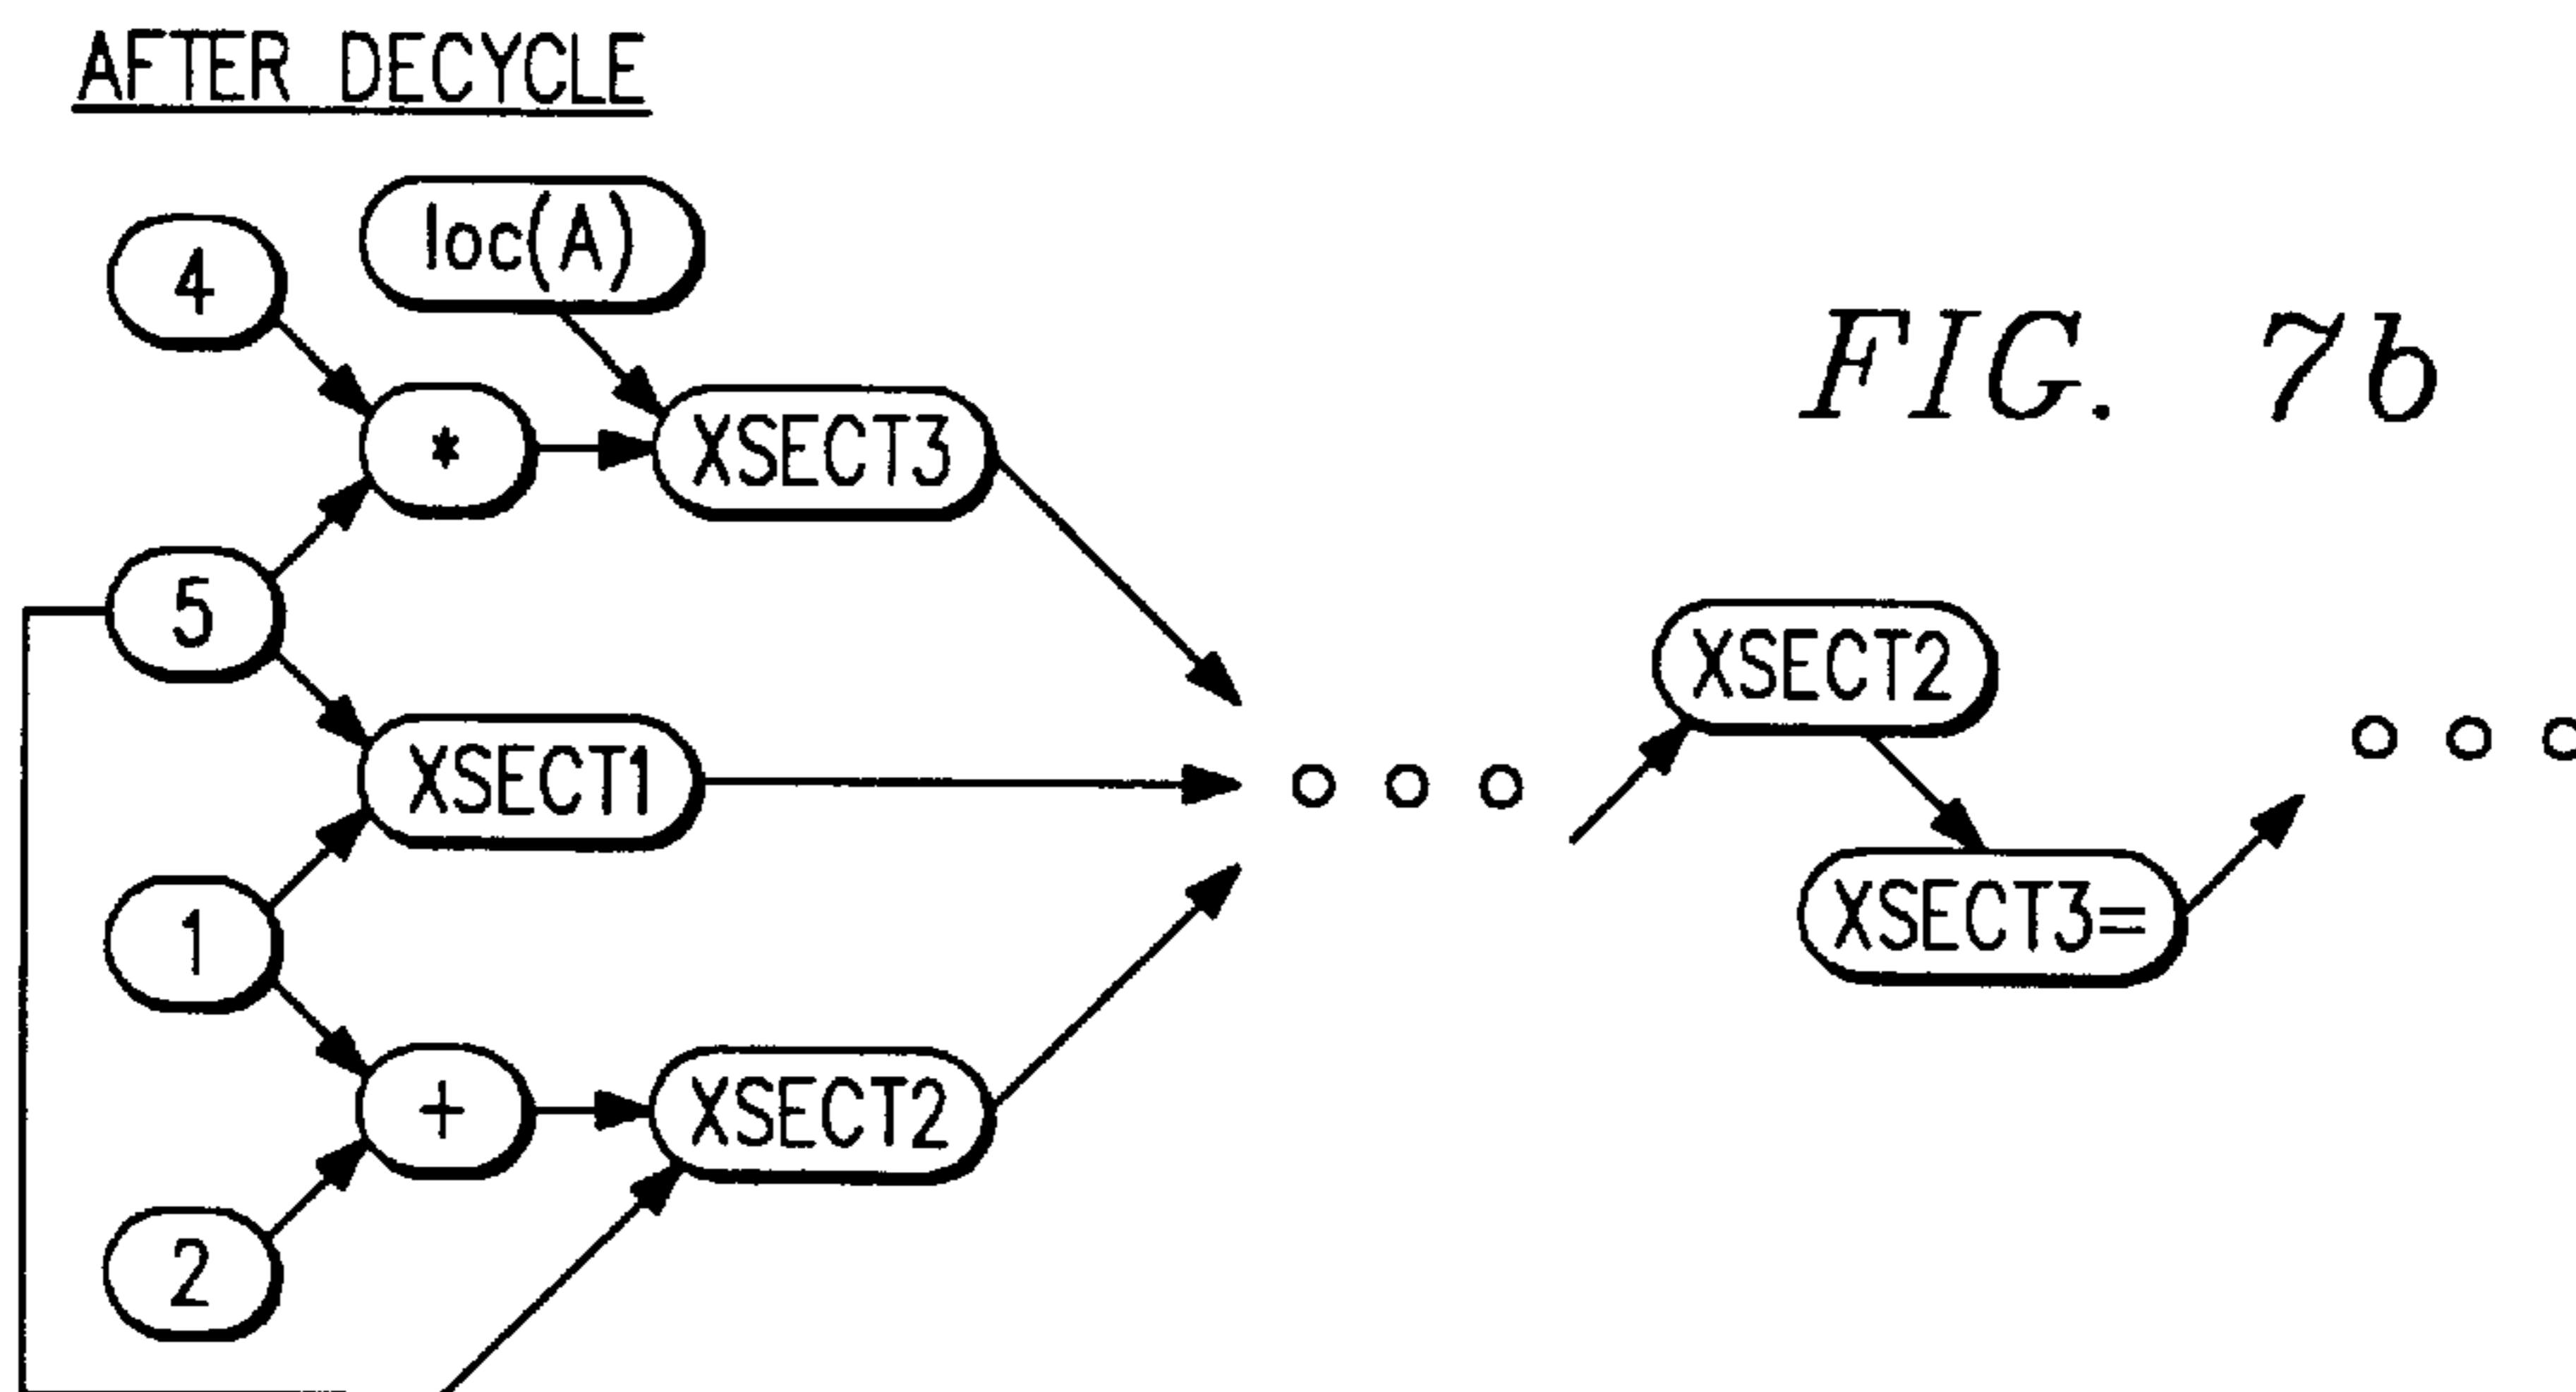 AFTER DECYCLE
loc(A)
4
FIG. 7b
*
XSECT3
5
XSECT2
XSECT1
XSECT3=
1
+
XSECT2
2